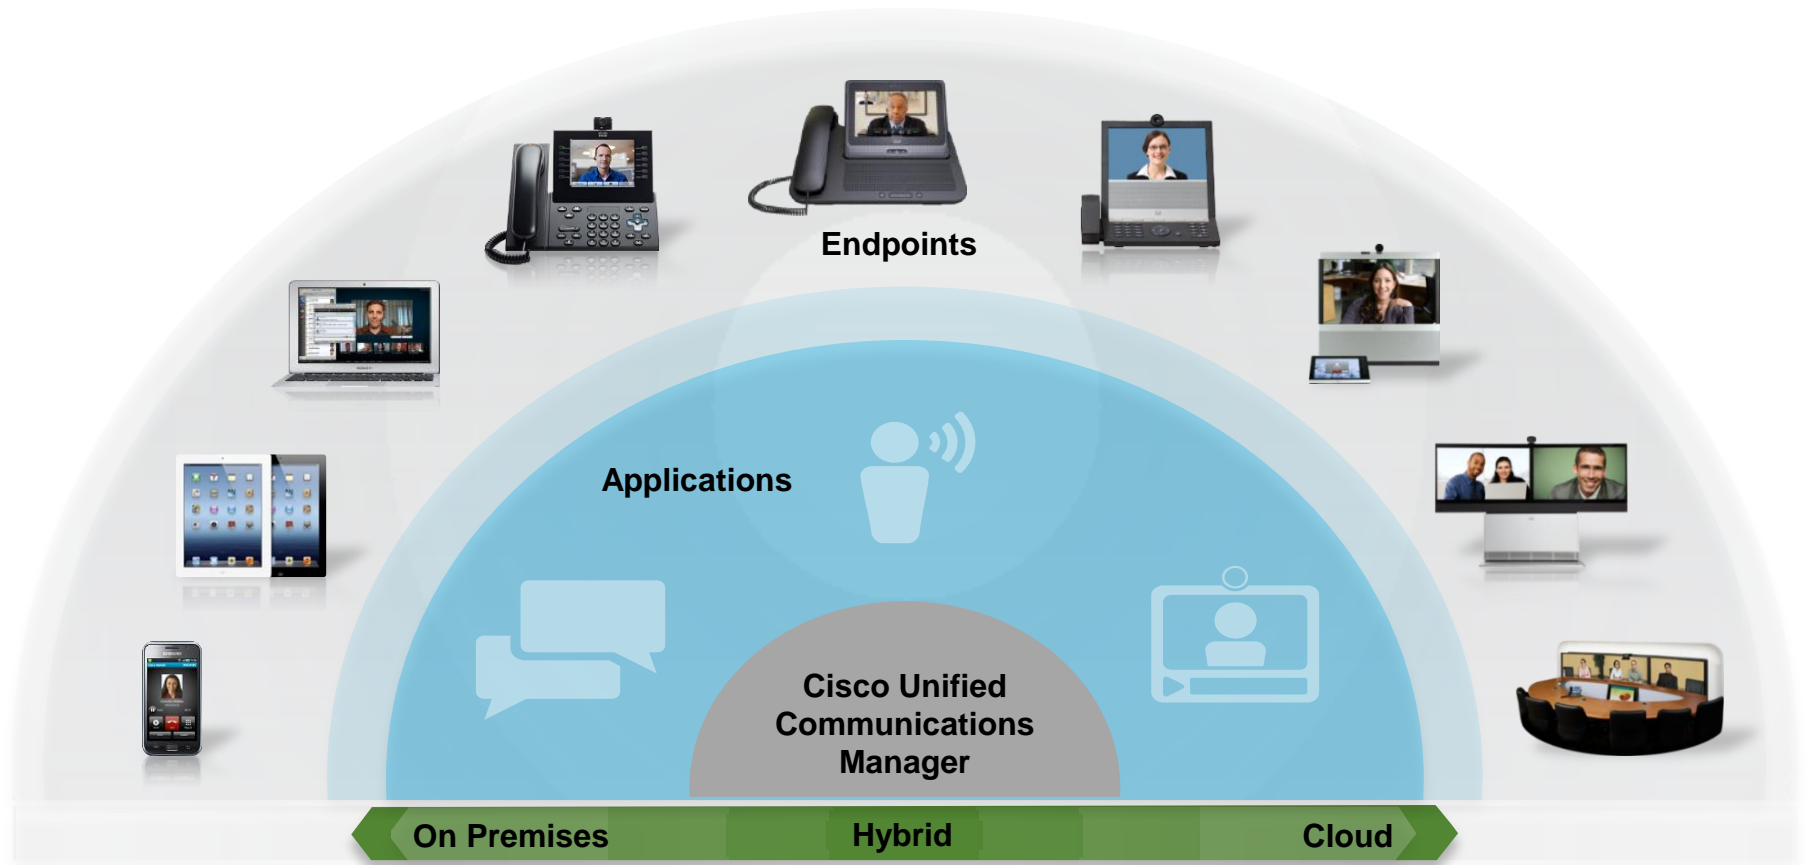 Endpoints
Applications
Cisco Unified
Communications
Manager
On Premises Hybrid Cloud